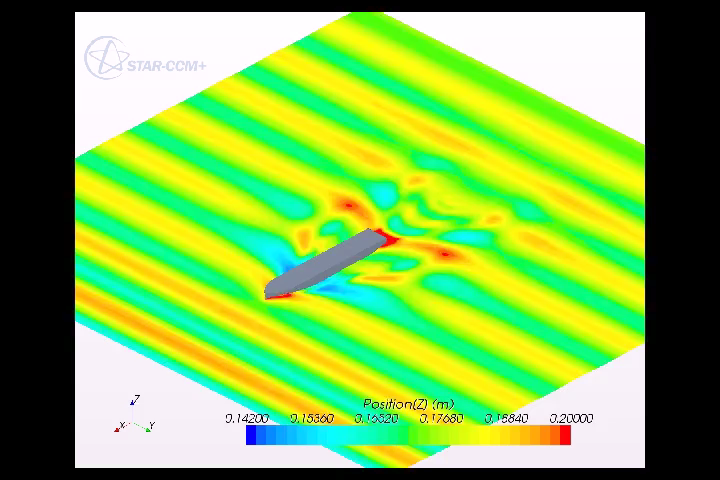 STAR-CCM+
Position(Z) (m)
0.14200 0.15360 0.16520 0.17680 0.18840 0.20000
Z
X Y